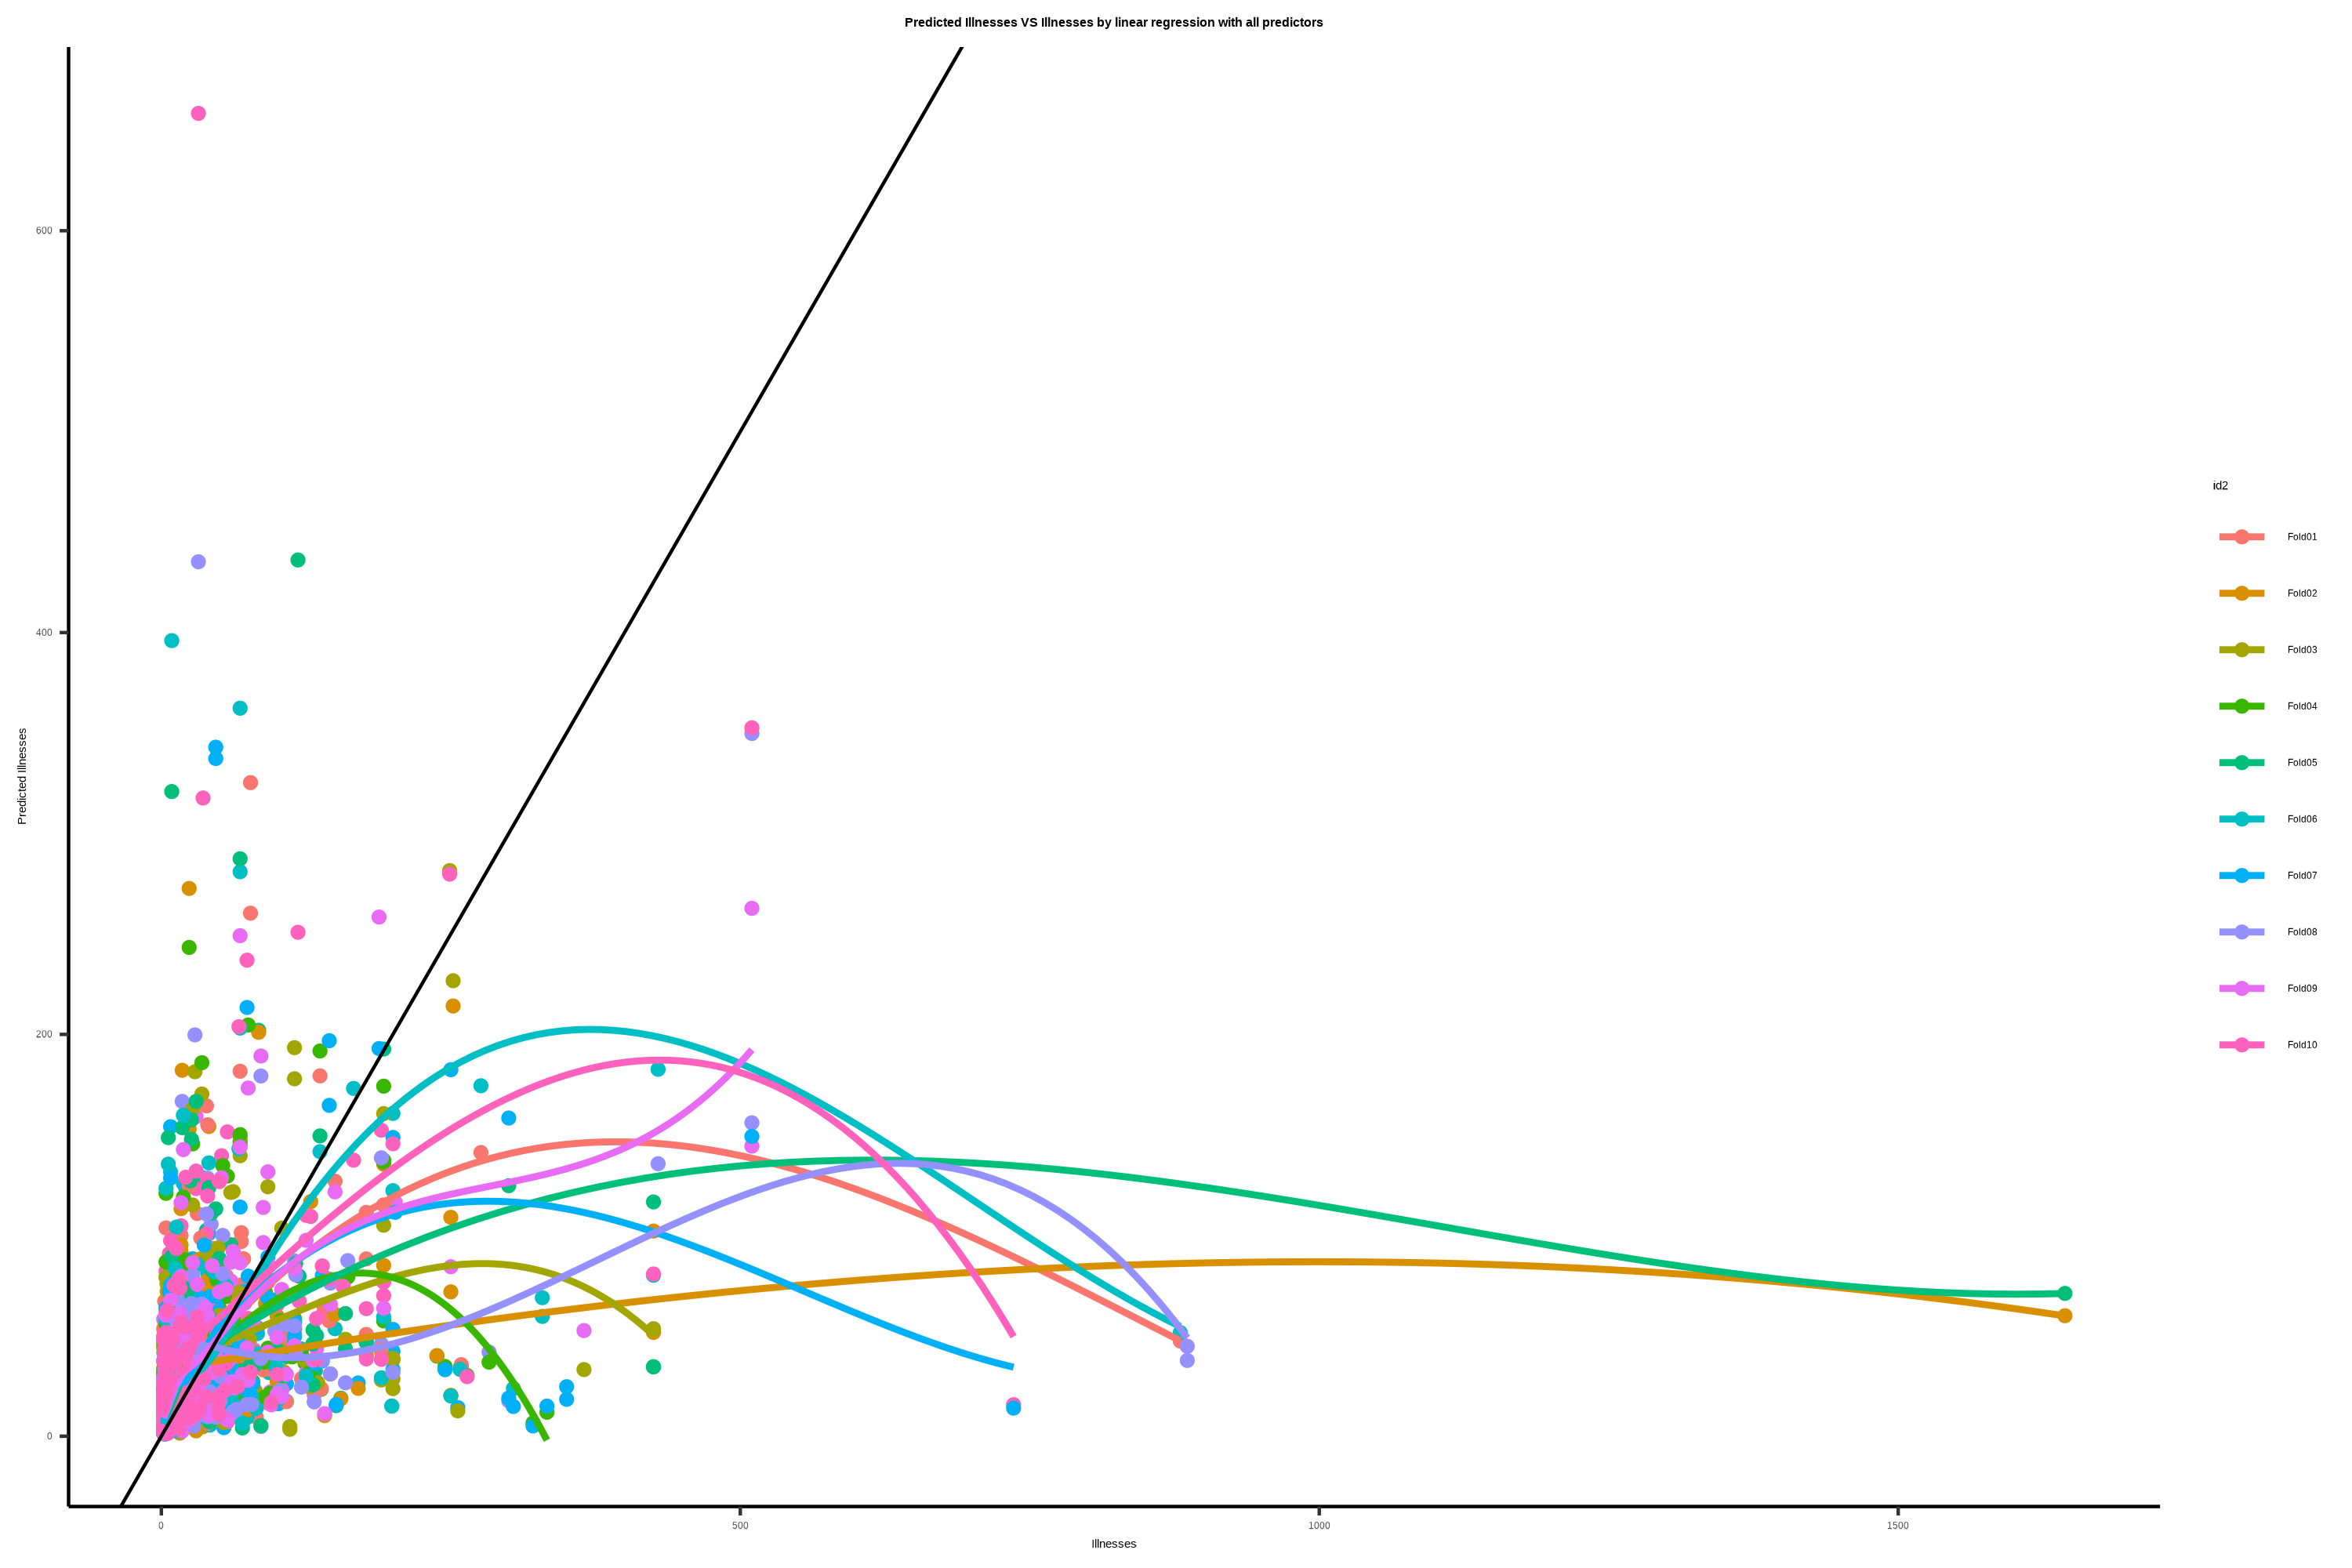 Predicted Illnesses VS Illnesses by linear regression with all predictors
Predicted Illnesses
600
400
200
0
0
500
1000
1500
Illnesses
id2
Fold01
Fold02
Fold03
Fold04
Fold05
Fold06
Fold07
Fold08
Fold09
Fold10